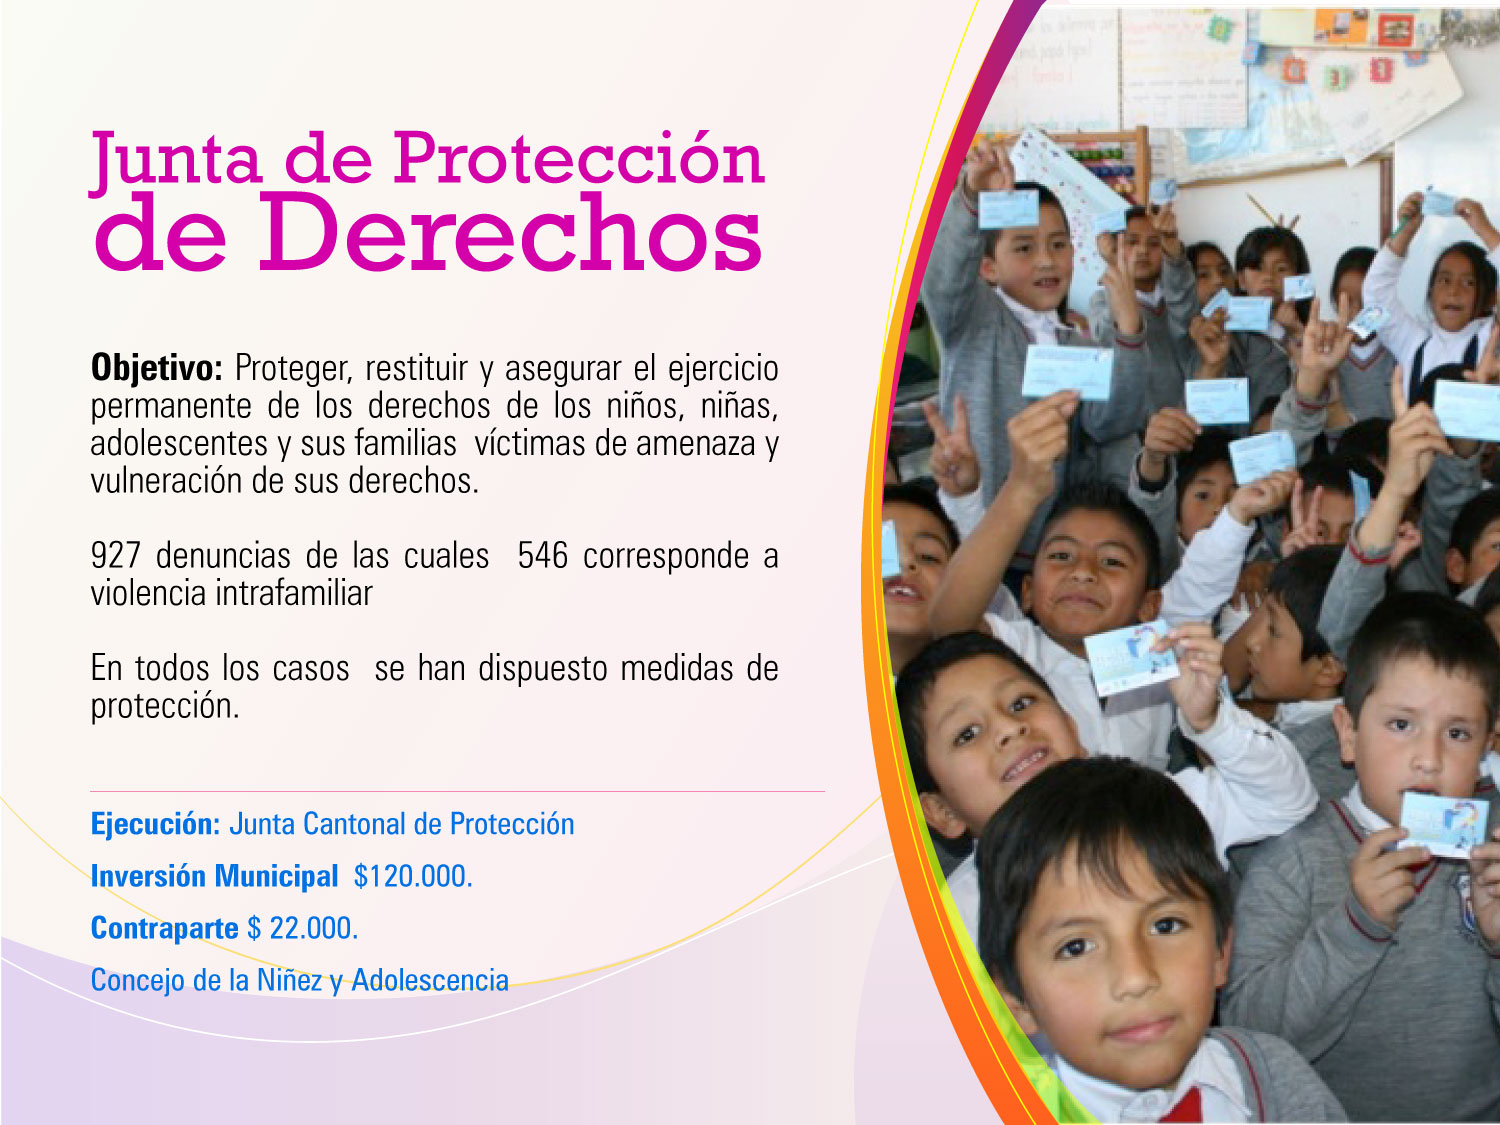 Junta de Protección
de Derechos
Objetivo: Proteger, restituir y asegurar el ejercicio
permanente de los derechos de los niños, niñas,
adolescentes y sus familias víctimas de amenaza y
vulneración de sus derechos.
927 denuncias de las cuales 546 corresponde a
violencia intrafamiliar
En todos los casos se han dispuesto medidas de
protección.
Ejecución: Junta Cantonal de Protección
Inversión Municipal $120.000.
Contraparte $ 22.000.
Concejo de la Niñez y Adolescencia